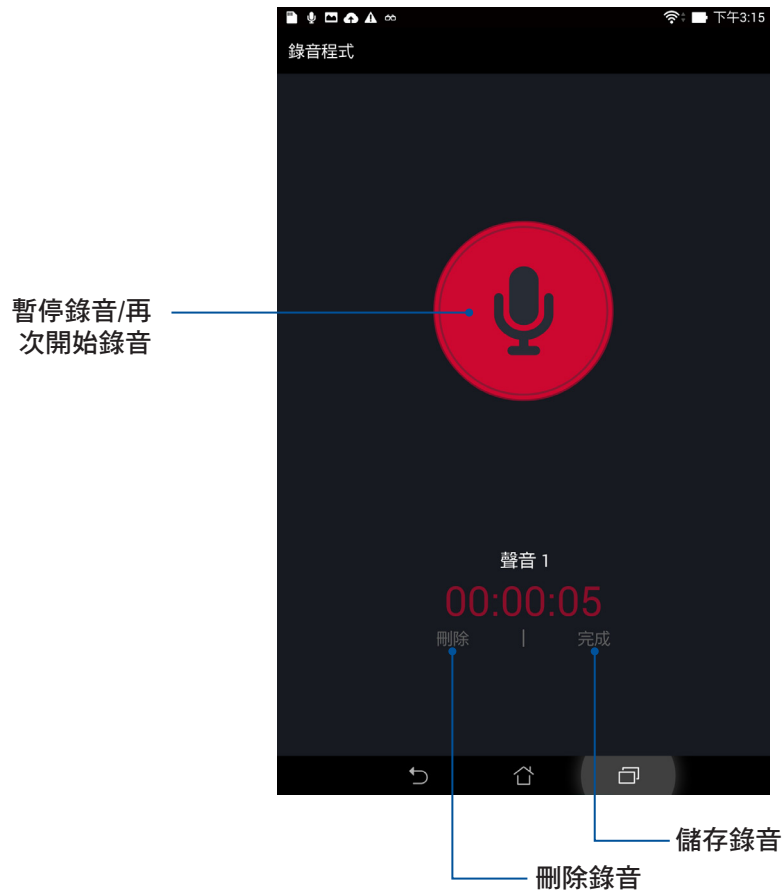 下午3:15
錄音程式
暫停錄音/再
次開始錄音
聲音 1
00:00:05
刪除 | 完成
儲存錄音
刪除錄音